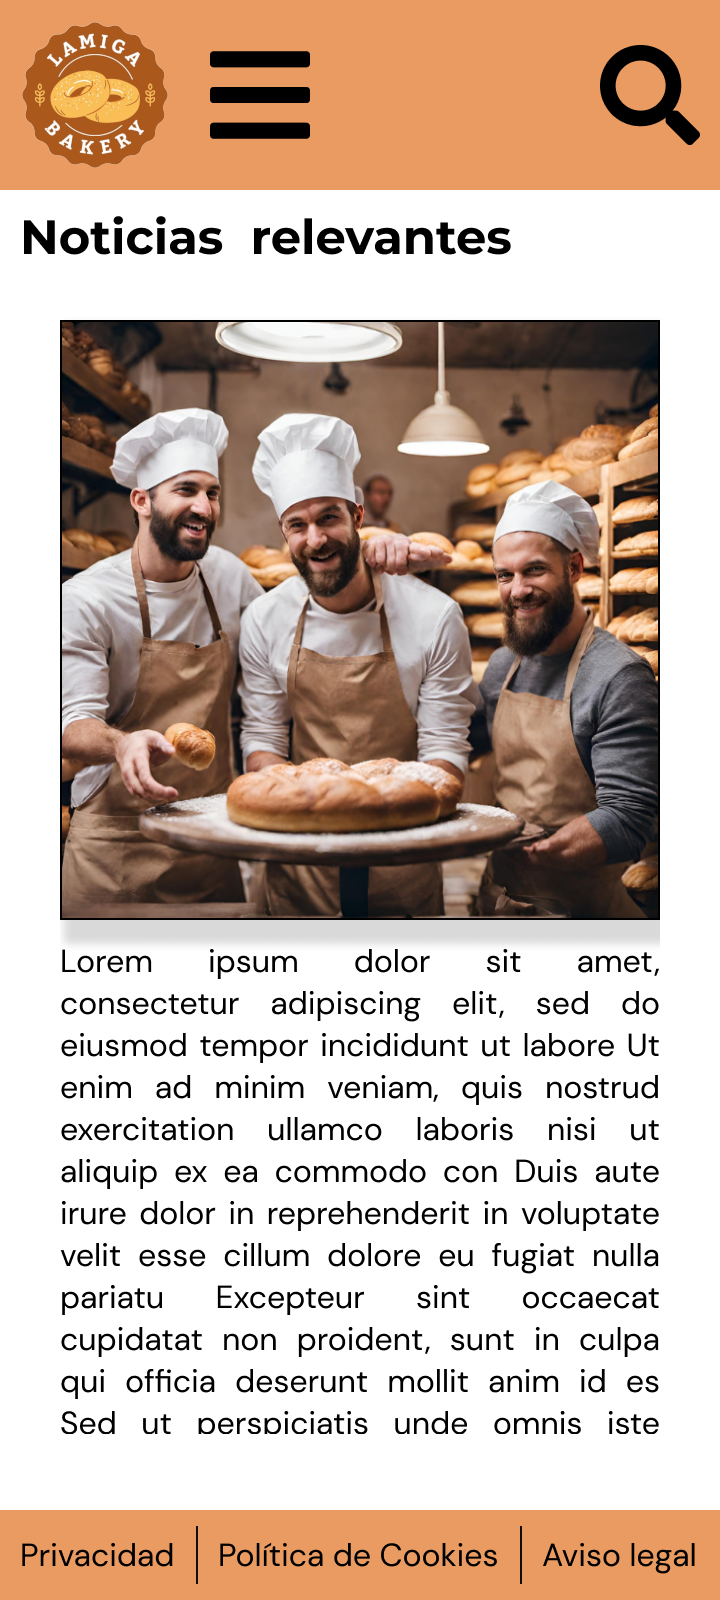 LAMIGA
BAKERY
Noticias relevantes
Lorem ipsum dolor sit amet,
consectetur adipiscing elit, sed do
eiusmod tempor incididunt ut labore Ut
enim ad minim veniam, quis nostrud
exercitation ullamco laboris nisi ut
aliquip ex ea commodo con Duis aute
irure dolor in reprehenderit in voluptate
velit esse cillum dolore eu fugiat nulla
pariatu Excepteur sint occaecat
cupidatat non proident, sunt in culpa
qui officia deserunt mollit anim id es
Sed ut perspiciatis unde omnis iste
Privacidad Política de Cookies Aviso legal